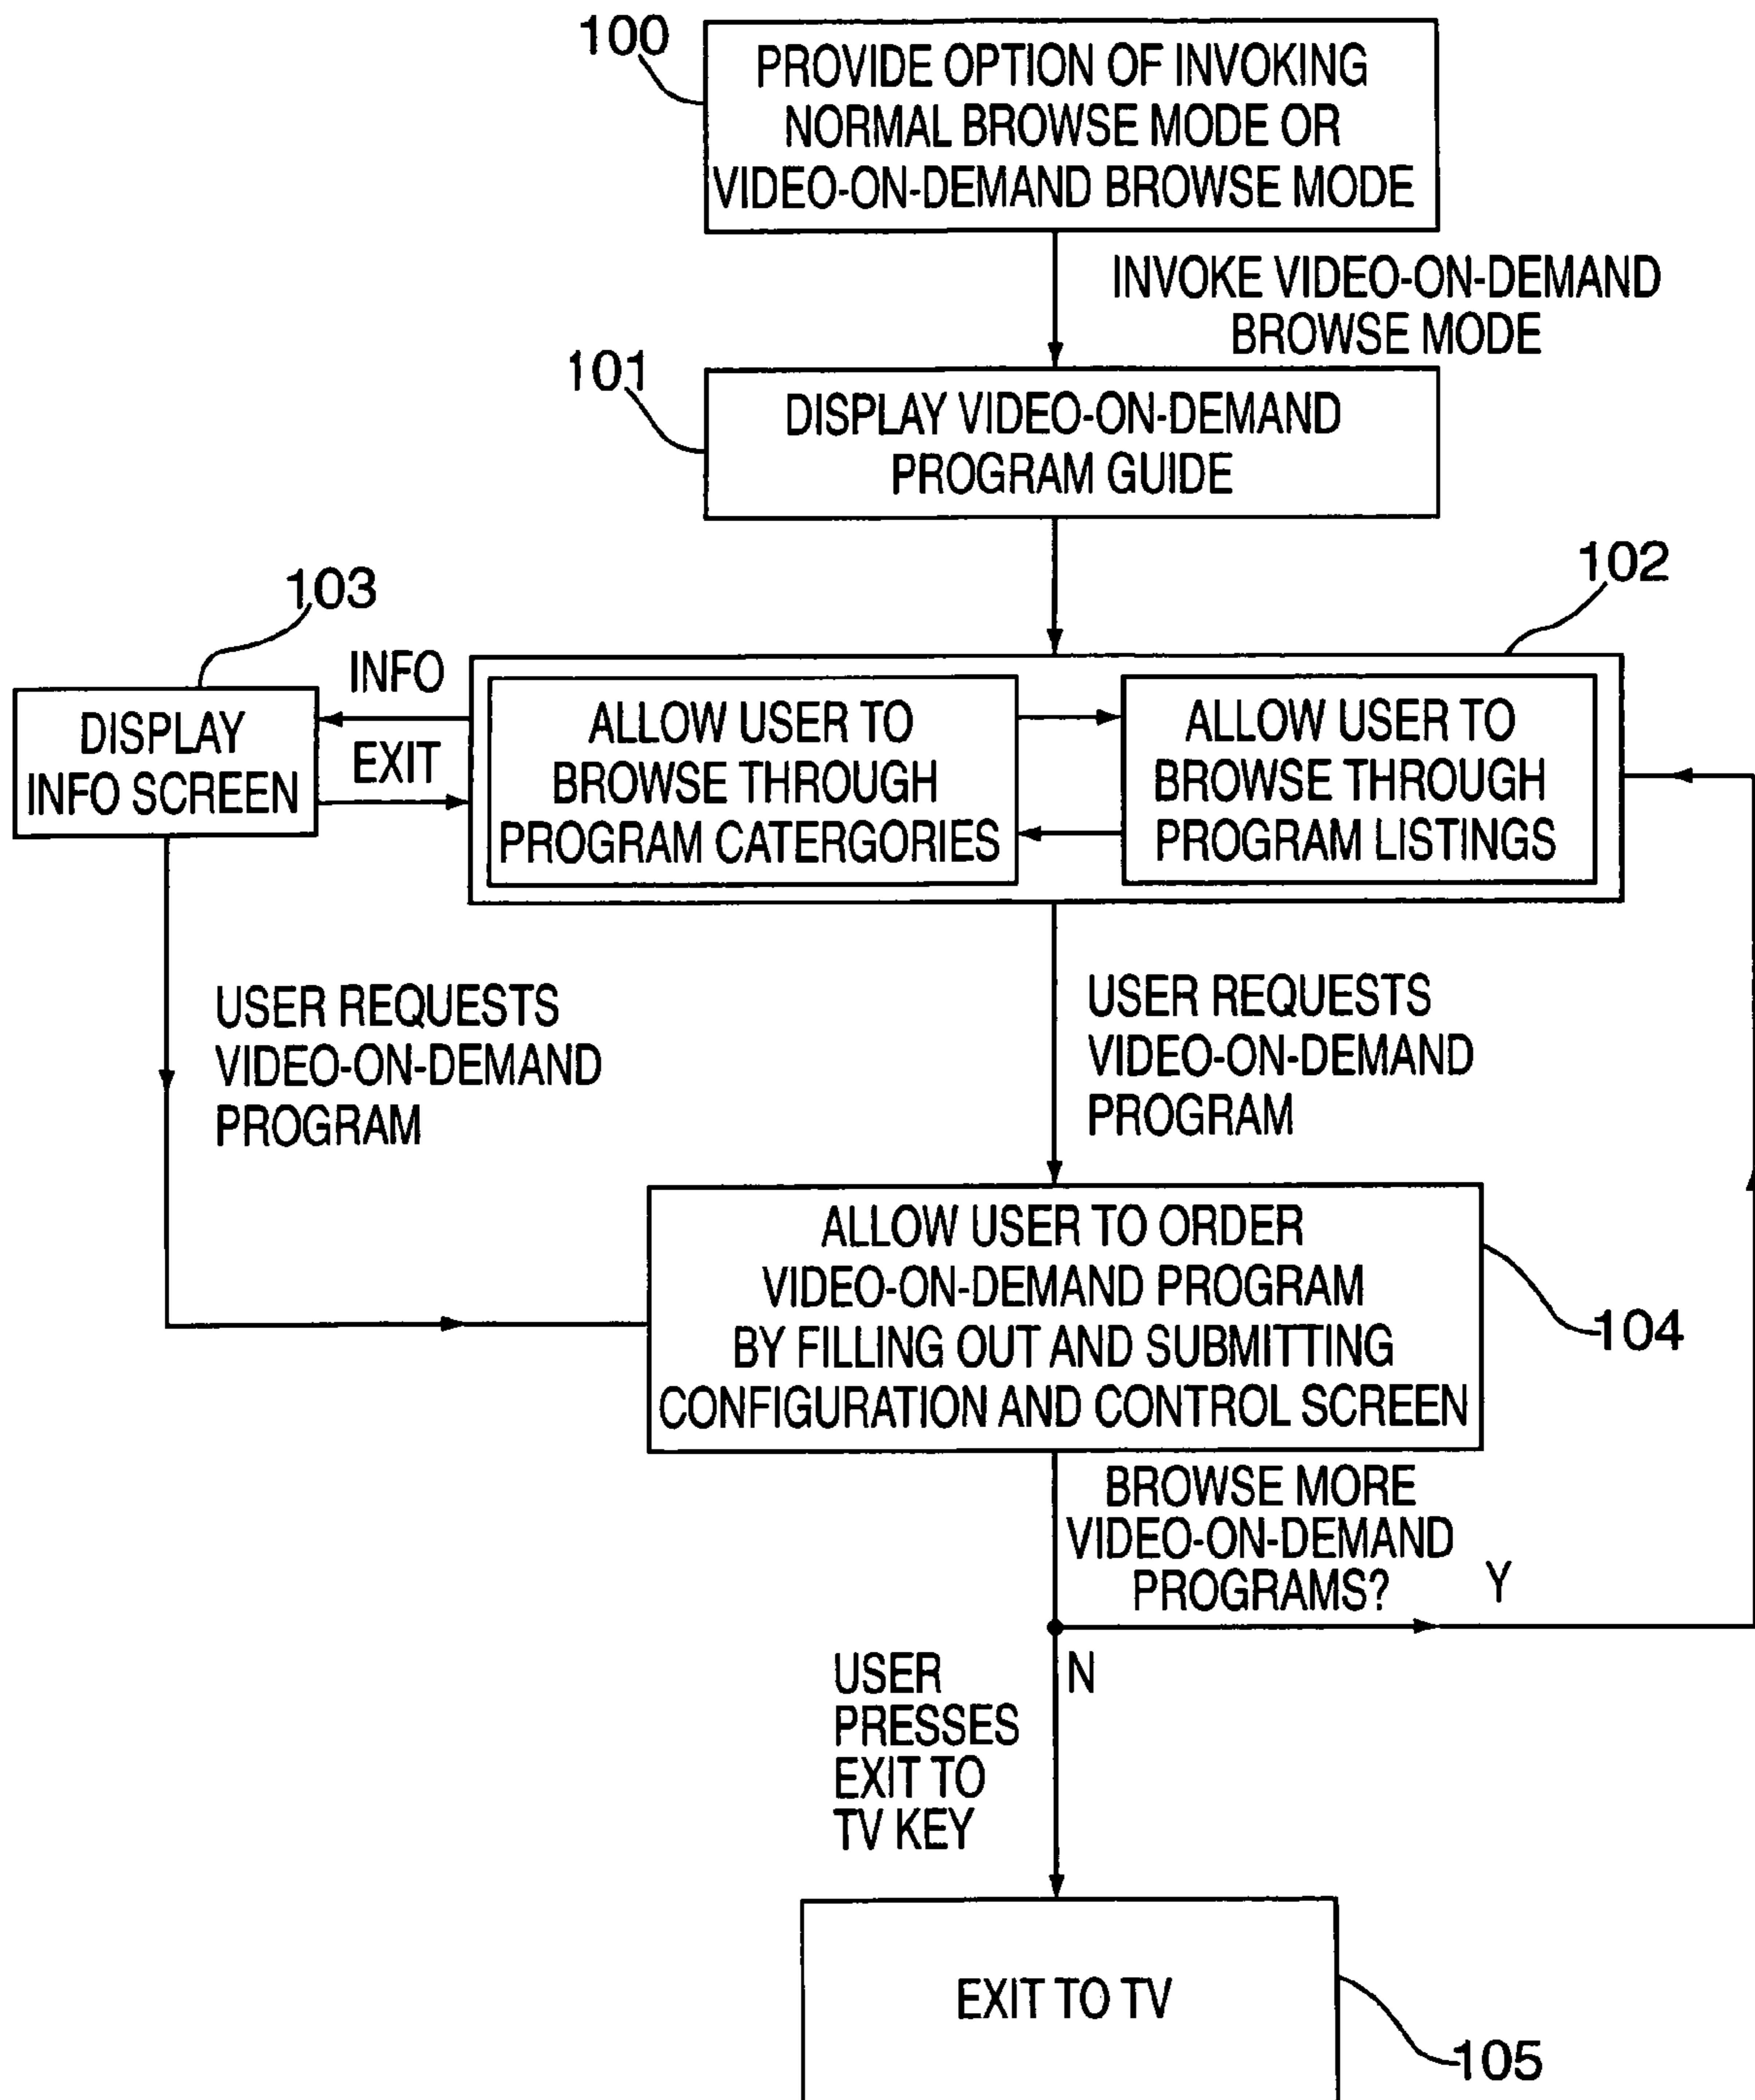 100
PROVIDE OPTION OF INVOKING
NORMAL BROWSE MODE OR
VIDEO-ON-DEMAND BROWSE MODE
INVOKE VIDEO-ON-DEMAND
BROWSE MODE
101
DISPLAY VIDEO-ON-DEMAND
PROGRAM GUIDE
102
103
INFO
DISPLAY
INFO SCREEN
EXIT
ALLOW USER TO
BROWSE THROUGH
PROGRAM CATERGORIES
ALLOW USER TO
BROWSE THROUGH
PROGRAM LISTINGS
USER REQUESTS
VIDEO-ON-DEMAND
PROGRAM
USER REQUESTS
VIDEO-ON-DEMAND
PROGRAM
ALLOW USER TO ORDER
VIDEO-ON-DEMAND PROGRAM
BY FILLING OUT AND SUBMITTING
CONFIGURATION AND CONTROL SCREEN
104
BROWSE MORE
VIDEO-ON-DEMAND
PROGRAMS?
Y
N
USER
PRESSES
EXIT TO
TV KEY
EXIT TO TV
105